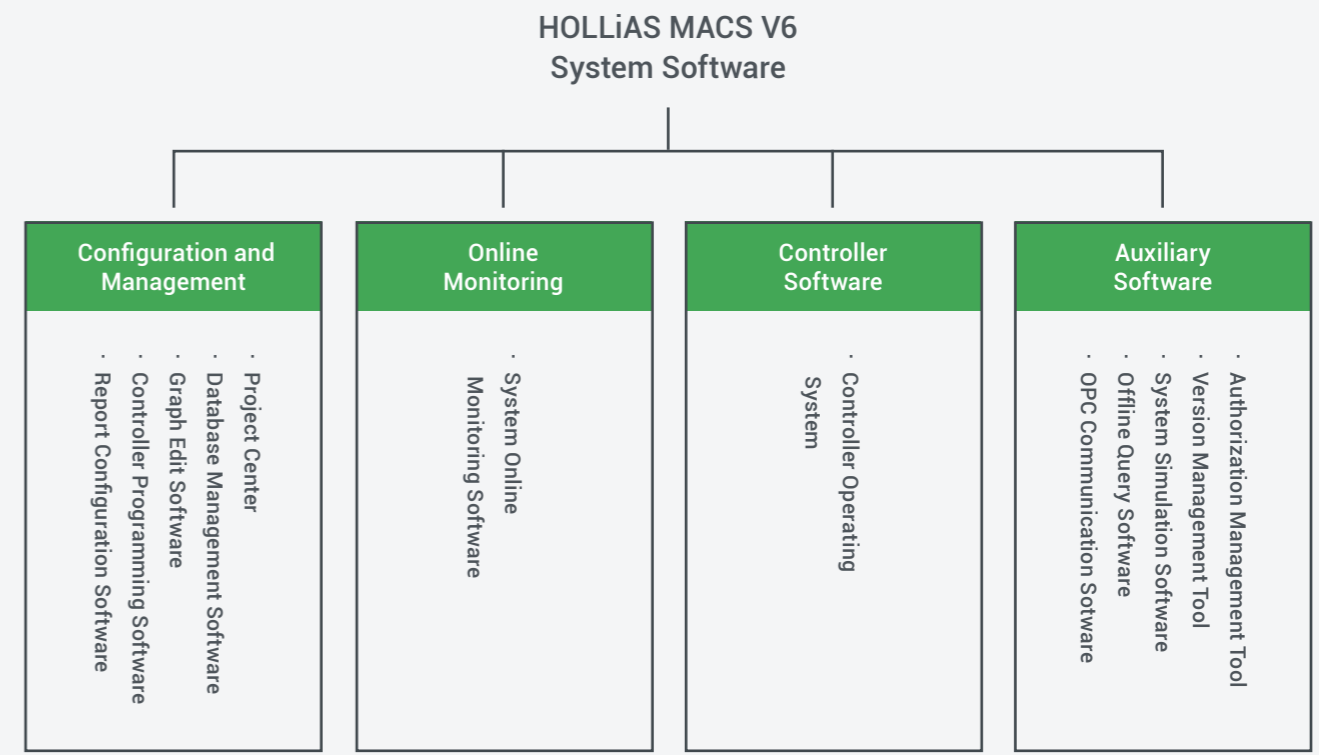 HOLLiAS MACS V6
System Software
Configuration and
Management
· Project Center
· Database Management Software
· Graph Edit Software
· Controller Programming Software
· Report Configuration Software
Online
Monitoring
· System Online
Monitoring Software
Controller
Software
· Controller Operating
System
Auxiliary
Software
· Authorization Management Tool
· Version Management Tool
· System Simulation Software
· Offline Query Software
· OPC Communication Sotware